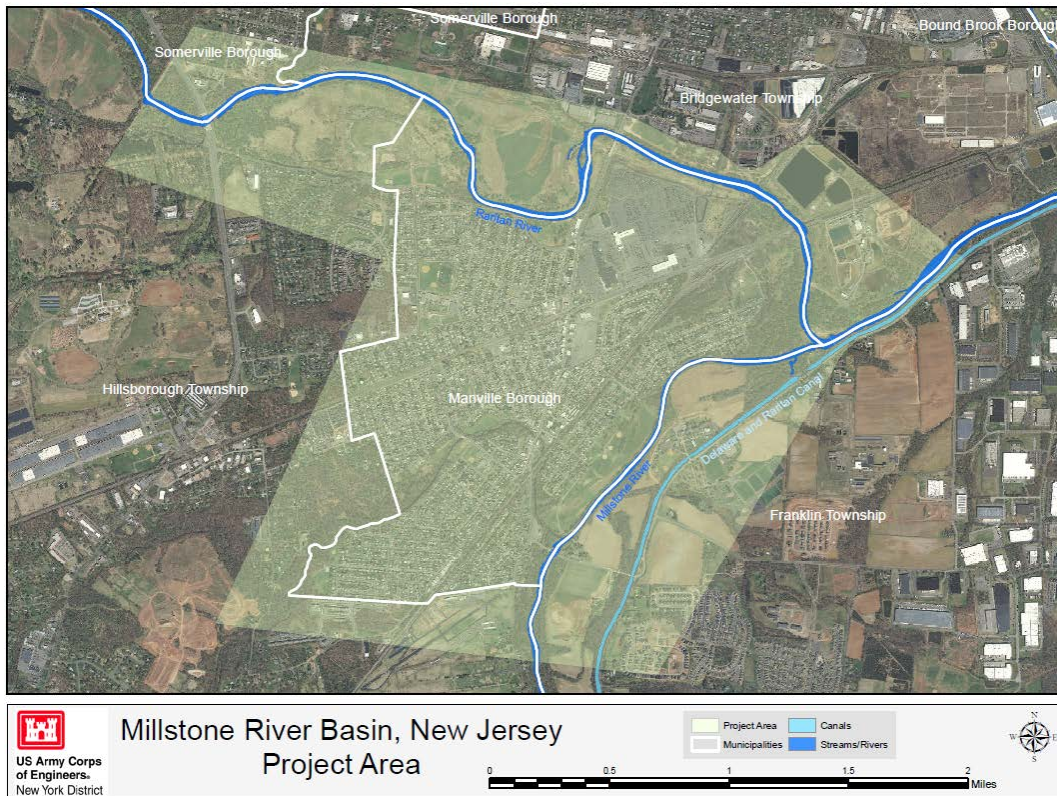 Somerville Borough
Bound Brook Borough
Somerville Borough
Bridgewater Township
Raritan River
Hillsborough Township
Manville Borough
Delaware and Raritan Canal
Millstone River
Franklin Township
US Army Corps
of Engineers®
New York District
Millstone River Basin, New Jersey
Project Area
Project Area
Canals
Municipalities
Streams/Rivers
0 0.5 1 1.5 2
Miles
N
W E
S